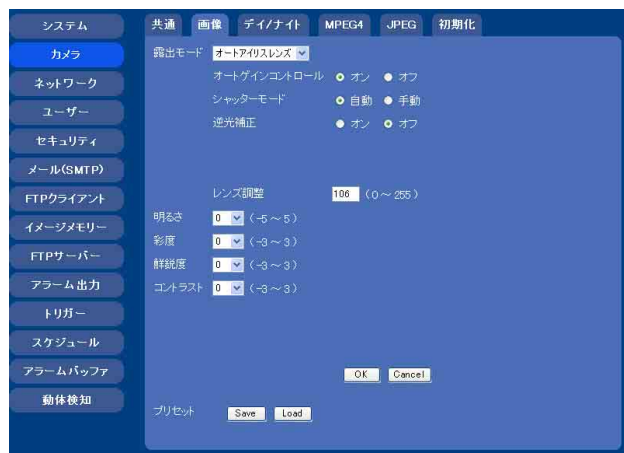 システム
カメラ
ネットワーク
ユーザー
セキュリティ
メール(SMTP)
FTPクライアント
イメージメモリー
FTPサーバー
アラーム出力
トリガー
スケジュール
アラームバッファ
動体検知
共通 画像 デイ/ナイト MPEG4 JPEG 初期化
露出モード オートアイリスレンズ
オートゲインコントロール オン オフ
シャッターモード 自動 手動
逆光補正 オン オフ
レンズ調整 106 (0~255)
明るさ 0 (-5~5)
彩度 0 (-3~3)
鮮鋭度 0 (-3~3)
コントラスト 0 (-3~3)
OK Cancel
プリセット Save Load